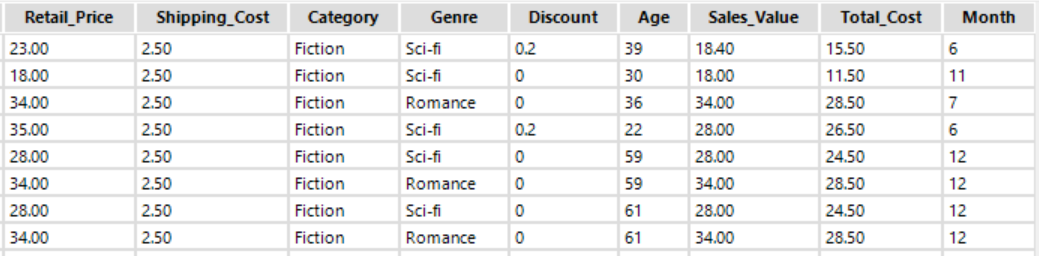 Retail_Price Shipping_Cost Category Genre Discount Age Sales_Value Total_Cost Month
23.00 2.50 Fiction Sci-fi 0.2 39 18.40 15.50 6
18.00 2.50 Fiction Sci-fi 0 30 18.00 11.50 11
34.00 2.50 Fiction Romance 0 36 34.00 28.50 7
35.00 2.50 Fiction Sci-fi 0.2 22 28.00 26.50 6
28.00 2.50 Fiction Sci-fi 0 59 28.00 24.50 12
34.00 2.50 Fiction Romance 0 59 34.00 28.50 12
28.00 2.50 Fiction Sci-fi 0 61 28.00 24.50 12
34.00 2.50 Fiction Romance 0 61 34.00 28.50 12